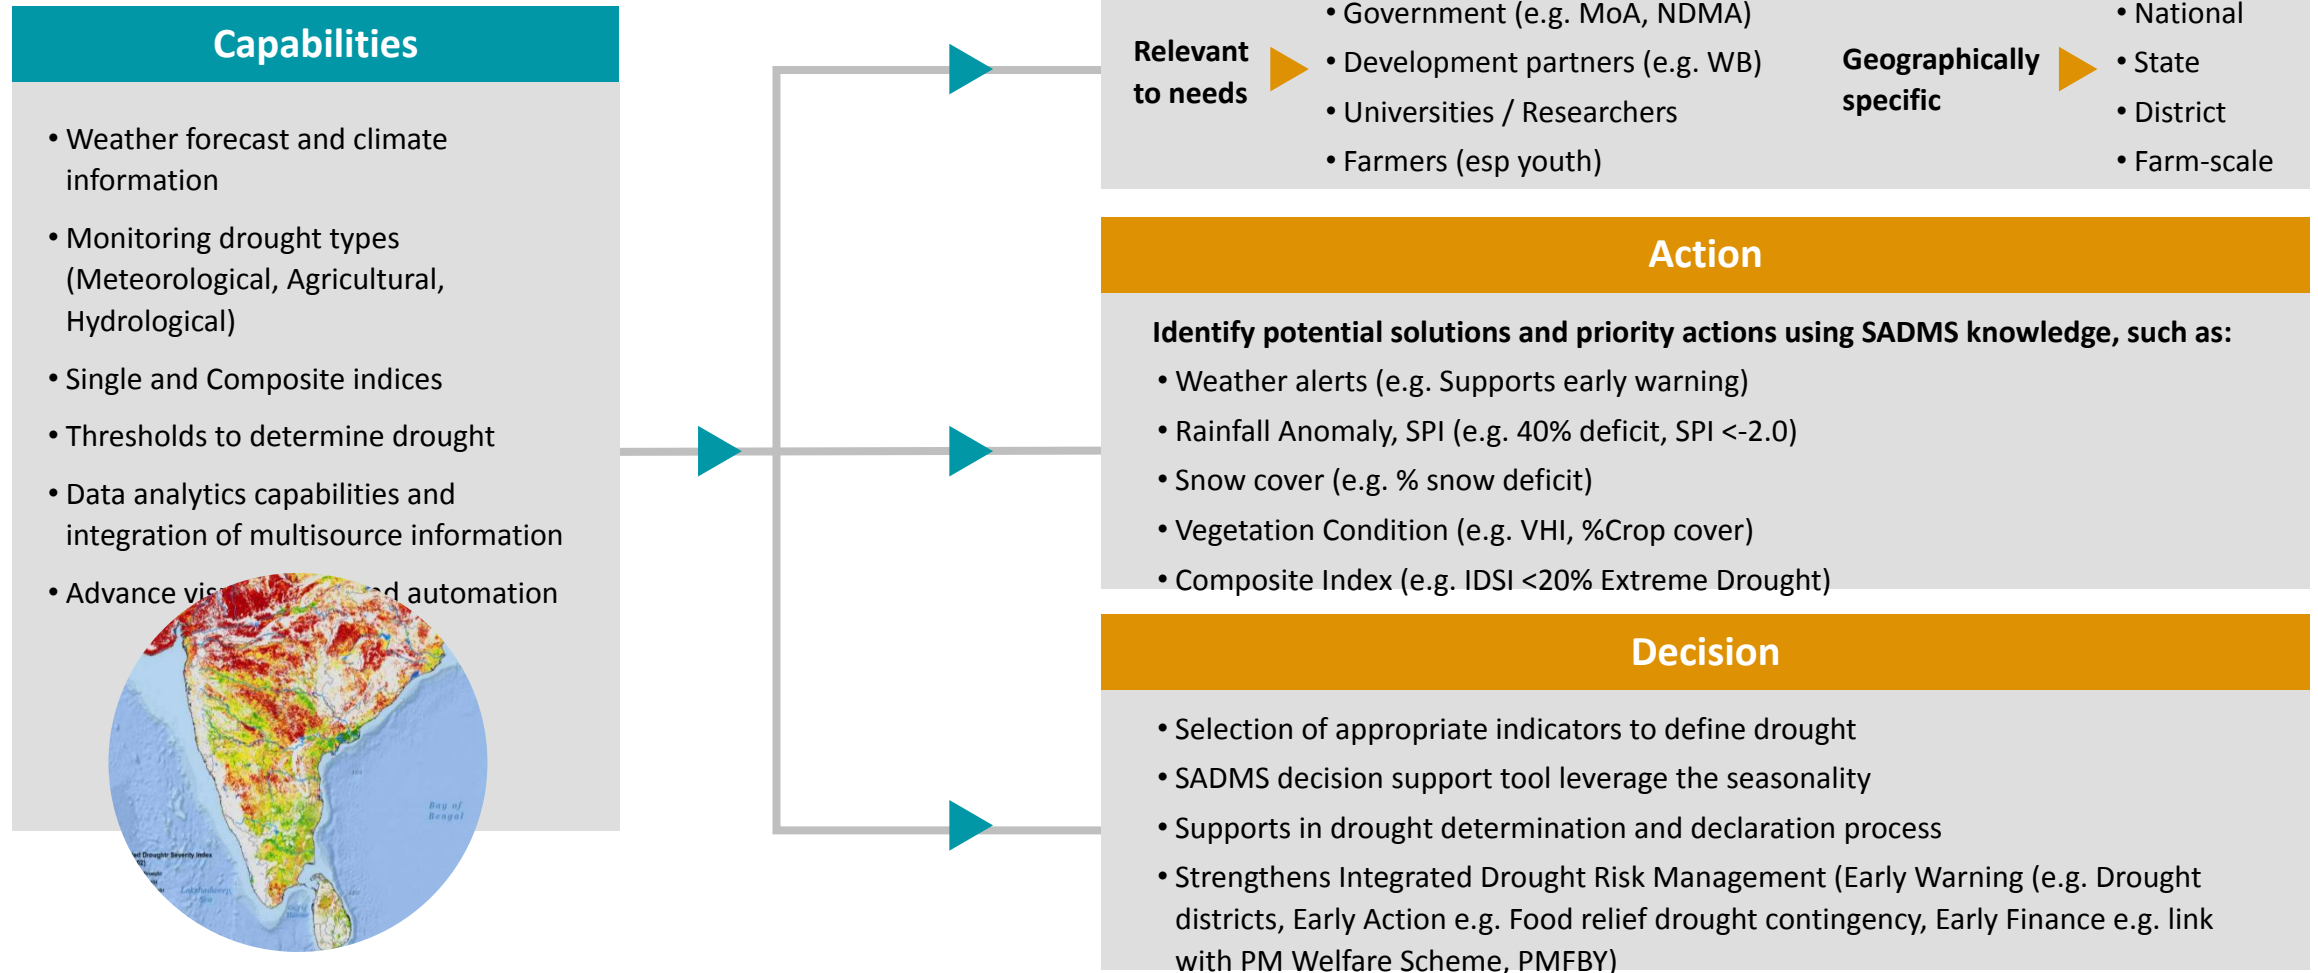 Capabilities
• Weather forecast and climate
information
• Monitoring drought types
(Meteorological, Agricultural,
Hydrological)
• Single and Composite indices
• Thresholds to determine drought
• Data analytics capabilities and
integration of multisource information
• Advance automation
Bay of
Bengal
Drought Severity Index
Lakshadweep
Sea
Relevant
to needs
• Government (e.g. MoA, NDMA)
• Development partners (e.g. WB)
• Universities / Researchers
• Farmers (esp youth)
Geographically
specific
• National
• State
• District
• Farm-scale
Action
Identify potential solutions and priority actions using SADMS knowledge, such as:
• Weather alerts (e.g. Supports early warning)
• Rainfall Anomaly, SPI (e.g. 40% deficit, SPI <-2.0)
• Snow cover (e.g. % snow deficit)
• Vegetation Condition (e.g. VHI, %Crop cover)
• Composite Index (e.g. IDSI <20% Extreme Drought)
Decision
• Selection of appropriate indicators to define drought
• SADMS decision support tool leverage the seasonality
• Supports in drought determination and declaration process
• Strengthens Integrated Drought Risk Management (Early Warning (e.g. Drought
districts, Early Action e.g. Food relief drought contingency, Early Finance e.g. link
with PM Welfare Scheme, PMFBY)